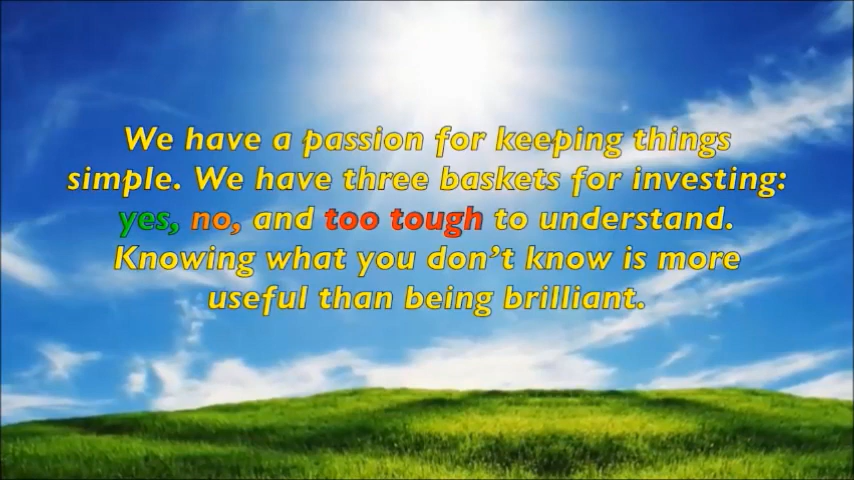 We have a passion for keeping things
simple. We have three baskets for investing:
yes, no, and too tough to understand.
Knowing what you don’t know is more
useful than being brilliant.